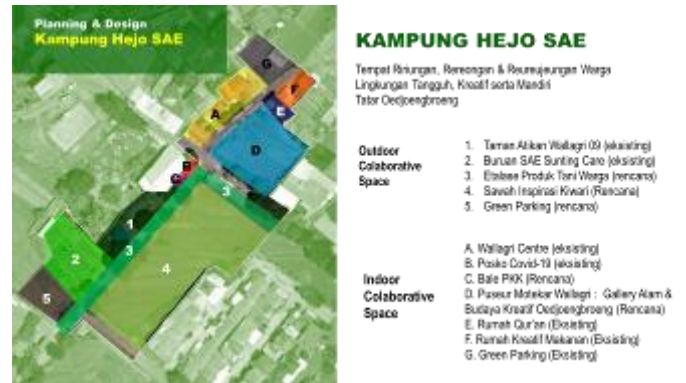 Planning & Design
Kampung Hejo SAE
G
F
A
E
D
B
C
3
1
2
3
4
5
KAMPUNG HEJO SAE
Tempat Ririungan, Rereongan & Reureujeungan Warga
Lingkungan Tangguh, Kreatif serta Mandiri
Tatar Oedjoengbroeng
Outdoor
Colaborative
Space
1. Taman Atikan Wallagri 09 (eksisting)
2. Buruan SAE Sunting Care (eksisting)
3. Etalase Produk Tani Warga (rencana)
4. Sawah Inspirasi Kiwari (Rencana)
5. Green Parking (rencana)
Indoor
Colaborative
Space
A. Wallagri Centre (eksisting)
B. Posko Covid-19 (eksisting)
C. Bale PKK (Rencana)
D. Puseur Motekar Wallagri : Gallery Alam &
Budaya Kreatif Oedjoengbroeng (Rencana)
E. Rumah Qur'an (Eksisting)
F. Rumah Kreatif Makanan (Eksisting)
G. Green Parking (Eksisting)